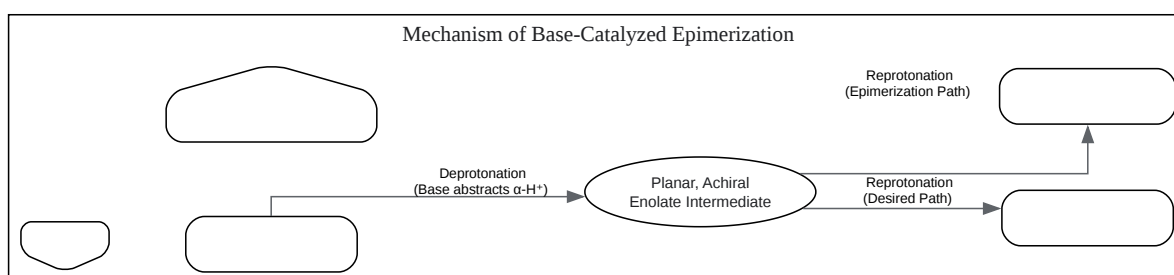 Mechanism of Base-Catalyzed Epimerization
Reprotonation
(Epimerization Path)
Deprotonation
(Base abstracts α-H⁺)
Planar, Achiral
Enolate Intermediate
Reprotonation
(Desired Path)